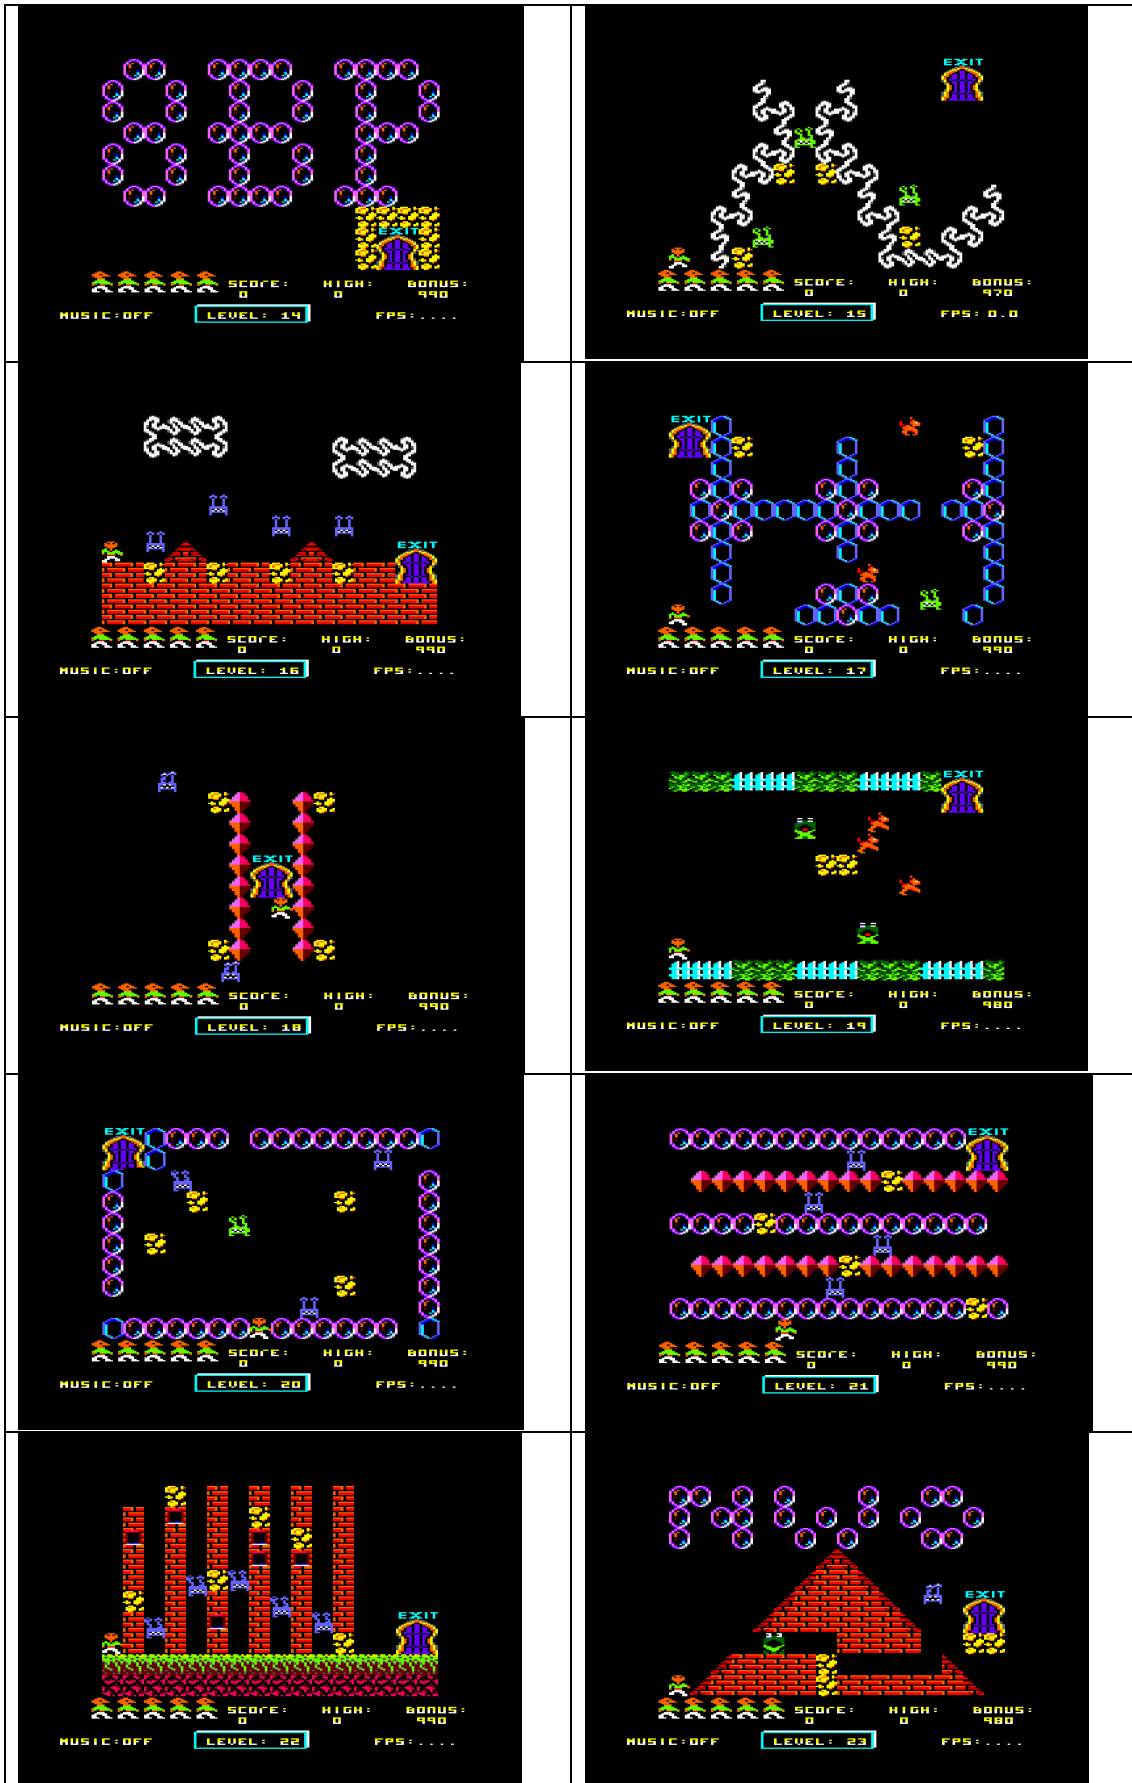 8BP
EXIT
SCOrE: HIGH: BONUS:
0 0 990
MUSIC:OFF LEVEL: 14 FPS:....
EXIT
SCOrE: HIGH: BONUS:
0 0 970
MUSIC:OFF LEVEL: 15 FPS:0.0
EXIT
SCOrE: HIGH: BONUS:
0 0 990
MUSIC:OFF LEVEL: 16 FPS:....
EXIT
SCOrE: HIGH: BONUS:
0 0 990
MUSIC:OFF LEVEL: 17 FPS:....
EXIT
SCOrE: HIGH: BONUS:
0 0 990
MUSIC:OFF LEVEL: 18 FPS:....
EXIT
SCOrE: HIGH: BONUS:
0 0 980
MUSIC:OFF LEVEL: 19 FPS:....
EXIT
SCOrE: HIGH: BONUS:
0 0 990
MUSIC:OFF LEVEL: 20 FPS:....
EXIT
SCOrE: HIGH: BONUS:
0 0 990
MUSIC:OFF LEVEL: 21 FPS:....
EXIT
SCOrE: HIGH: BONUS:
0 0 990
MUSIC:OFF LEVEL: 22 FPS:....
EXIT
SCOrE: HIGH: BONUS:
0 0 980
MUSIC:OFF LEVEL: 23 FPS:....